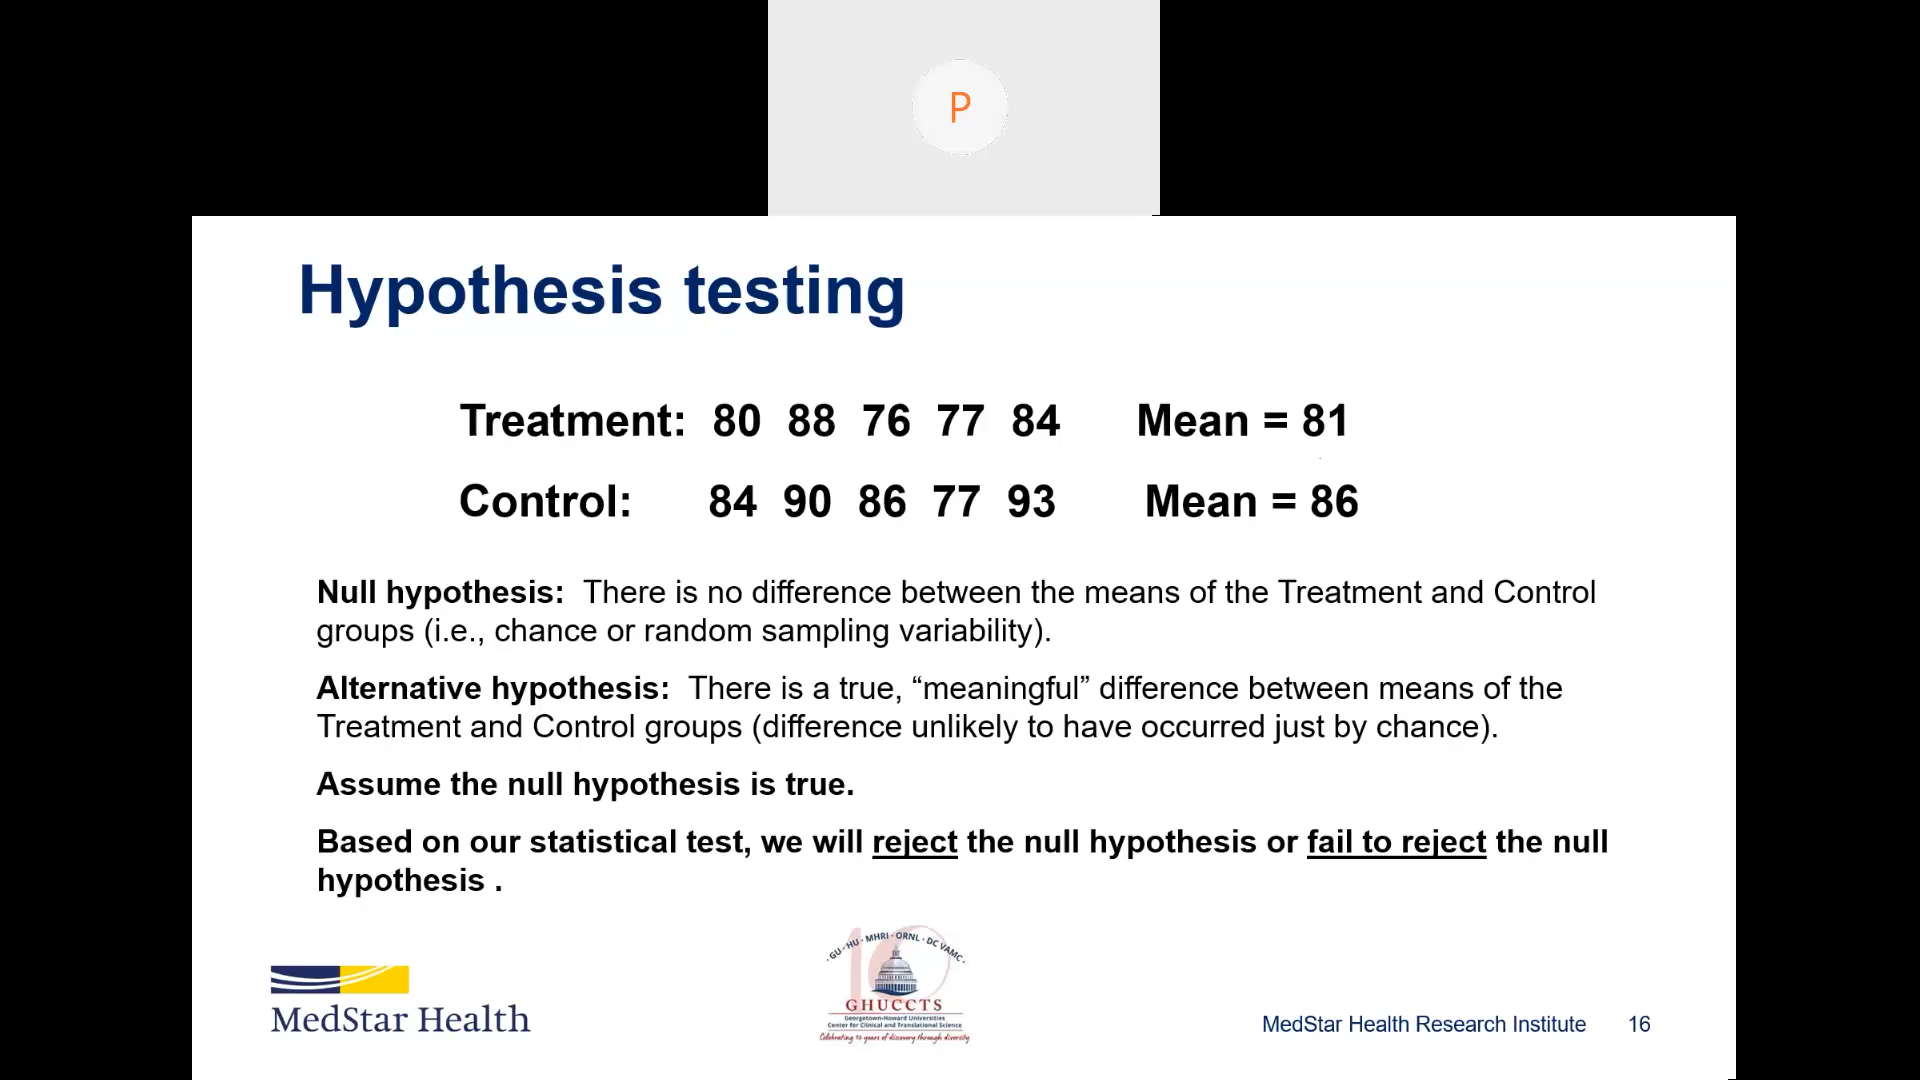 P
Hypothesis testing
Treatment: 80 88 76 77 84 Mean = 81
Control: 84 90 86 77 93 Mean = 86
Null hypothesis: There is no difference between the means of the Treatment and Control
groups (i.e., chance or random sampling variability).
Alternative hypothesis: There is a true, “meaningful” difference between means of the
Treatment and Control groups (difference unlikely to have occurred just by chance).
Assume the null hypothesis is true.
Based on our statistical test, we will reject the null hypothesis or fail to reject the null
hypothesis .
· GU · HU · MHRI · ORNL · DC VAMC ·
10
GHUCCTS
Georgetown-Howard Universities
Center for Clinical and Translational Science
Celebrating 10 years of discovery through diversity
MedStar Health
MedStar Health Research Institute 16